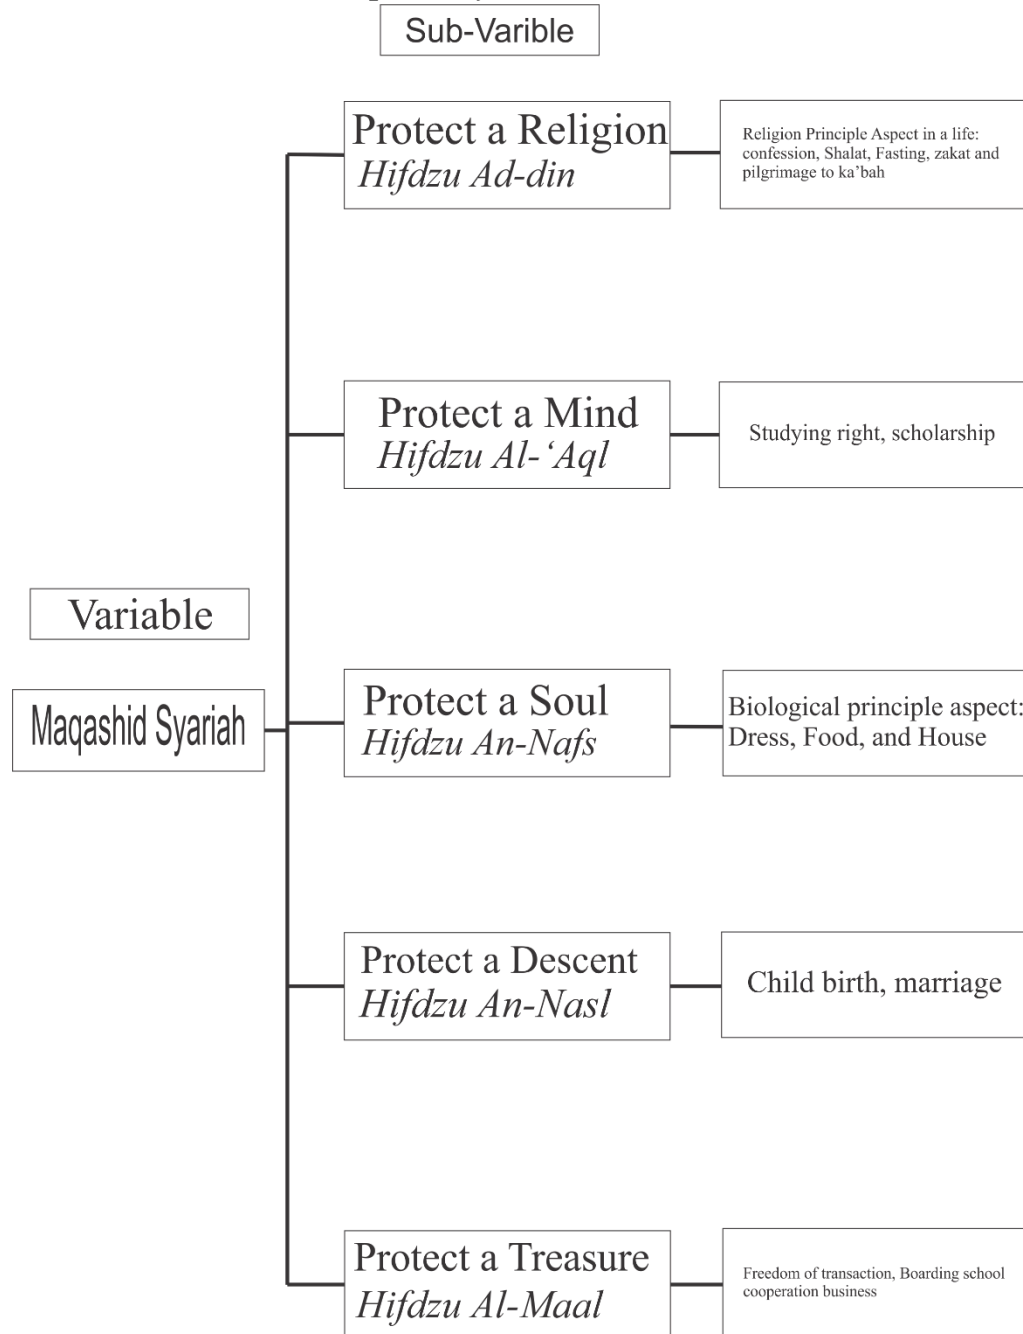 Sub-Varible
Protect a Religion
Hifdzu Ad-din
Religion Principle Aspect in a life:
confession, Shalat, Fasting, zakat and
pilgrimage to ka’bah
Protect a Mind
Hifdzu Al-‘Aql
Studying right, scholarship
Variable
Maqashid Syariah
Protect a Soul
Hifdzu An-Nafs
Biological principle aspect:
Dress, Food, and House
Protect a Descent
Hifdzu An-Nasl
Child birth, marriage
Protect a Treasure
Hifdzu Al-Maal
Freedom of transaction, Boarding school
cooperation business